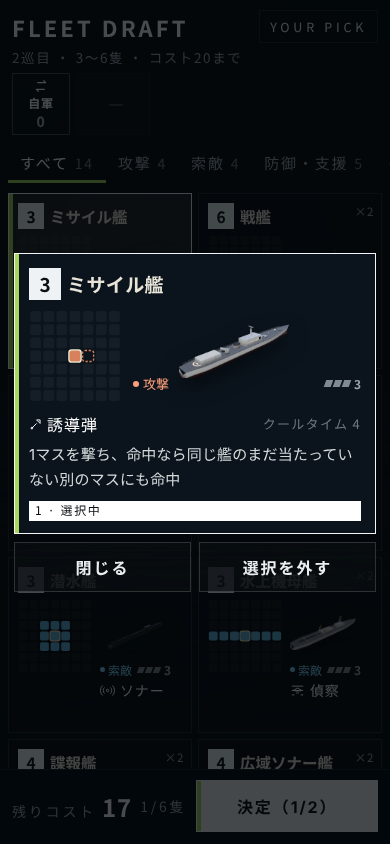 FLEET DRAFT
YOUR PICK
2巡目 ・ 3〜6隻 ・ コスト20まで
自軍
0
—
すべて 14 攻撃 4 索敵 4 防御・支援 5
3 ミサイル艦
6 戦艦 ×2
3 ミサイル艦
攻撃
3
誘導弾 クールタイム 4
1マスを撃ち、命中なら同じ艦のまだ当たってい
ない別のマスにも命中
1 · 選択中
閉じる
選択を外す
3 潜水艦
3 水上機母艦
索敵 3
ソナー
索敵 3
偵察
4 諜報艦 ×2
4 広域ソナー艦 ×2
残りコスト 17 1/6隻
決定（1/2）